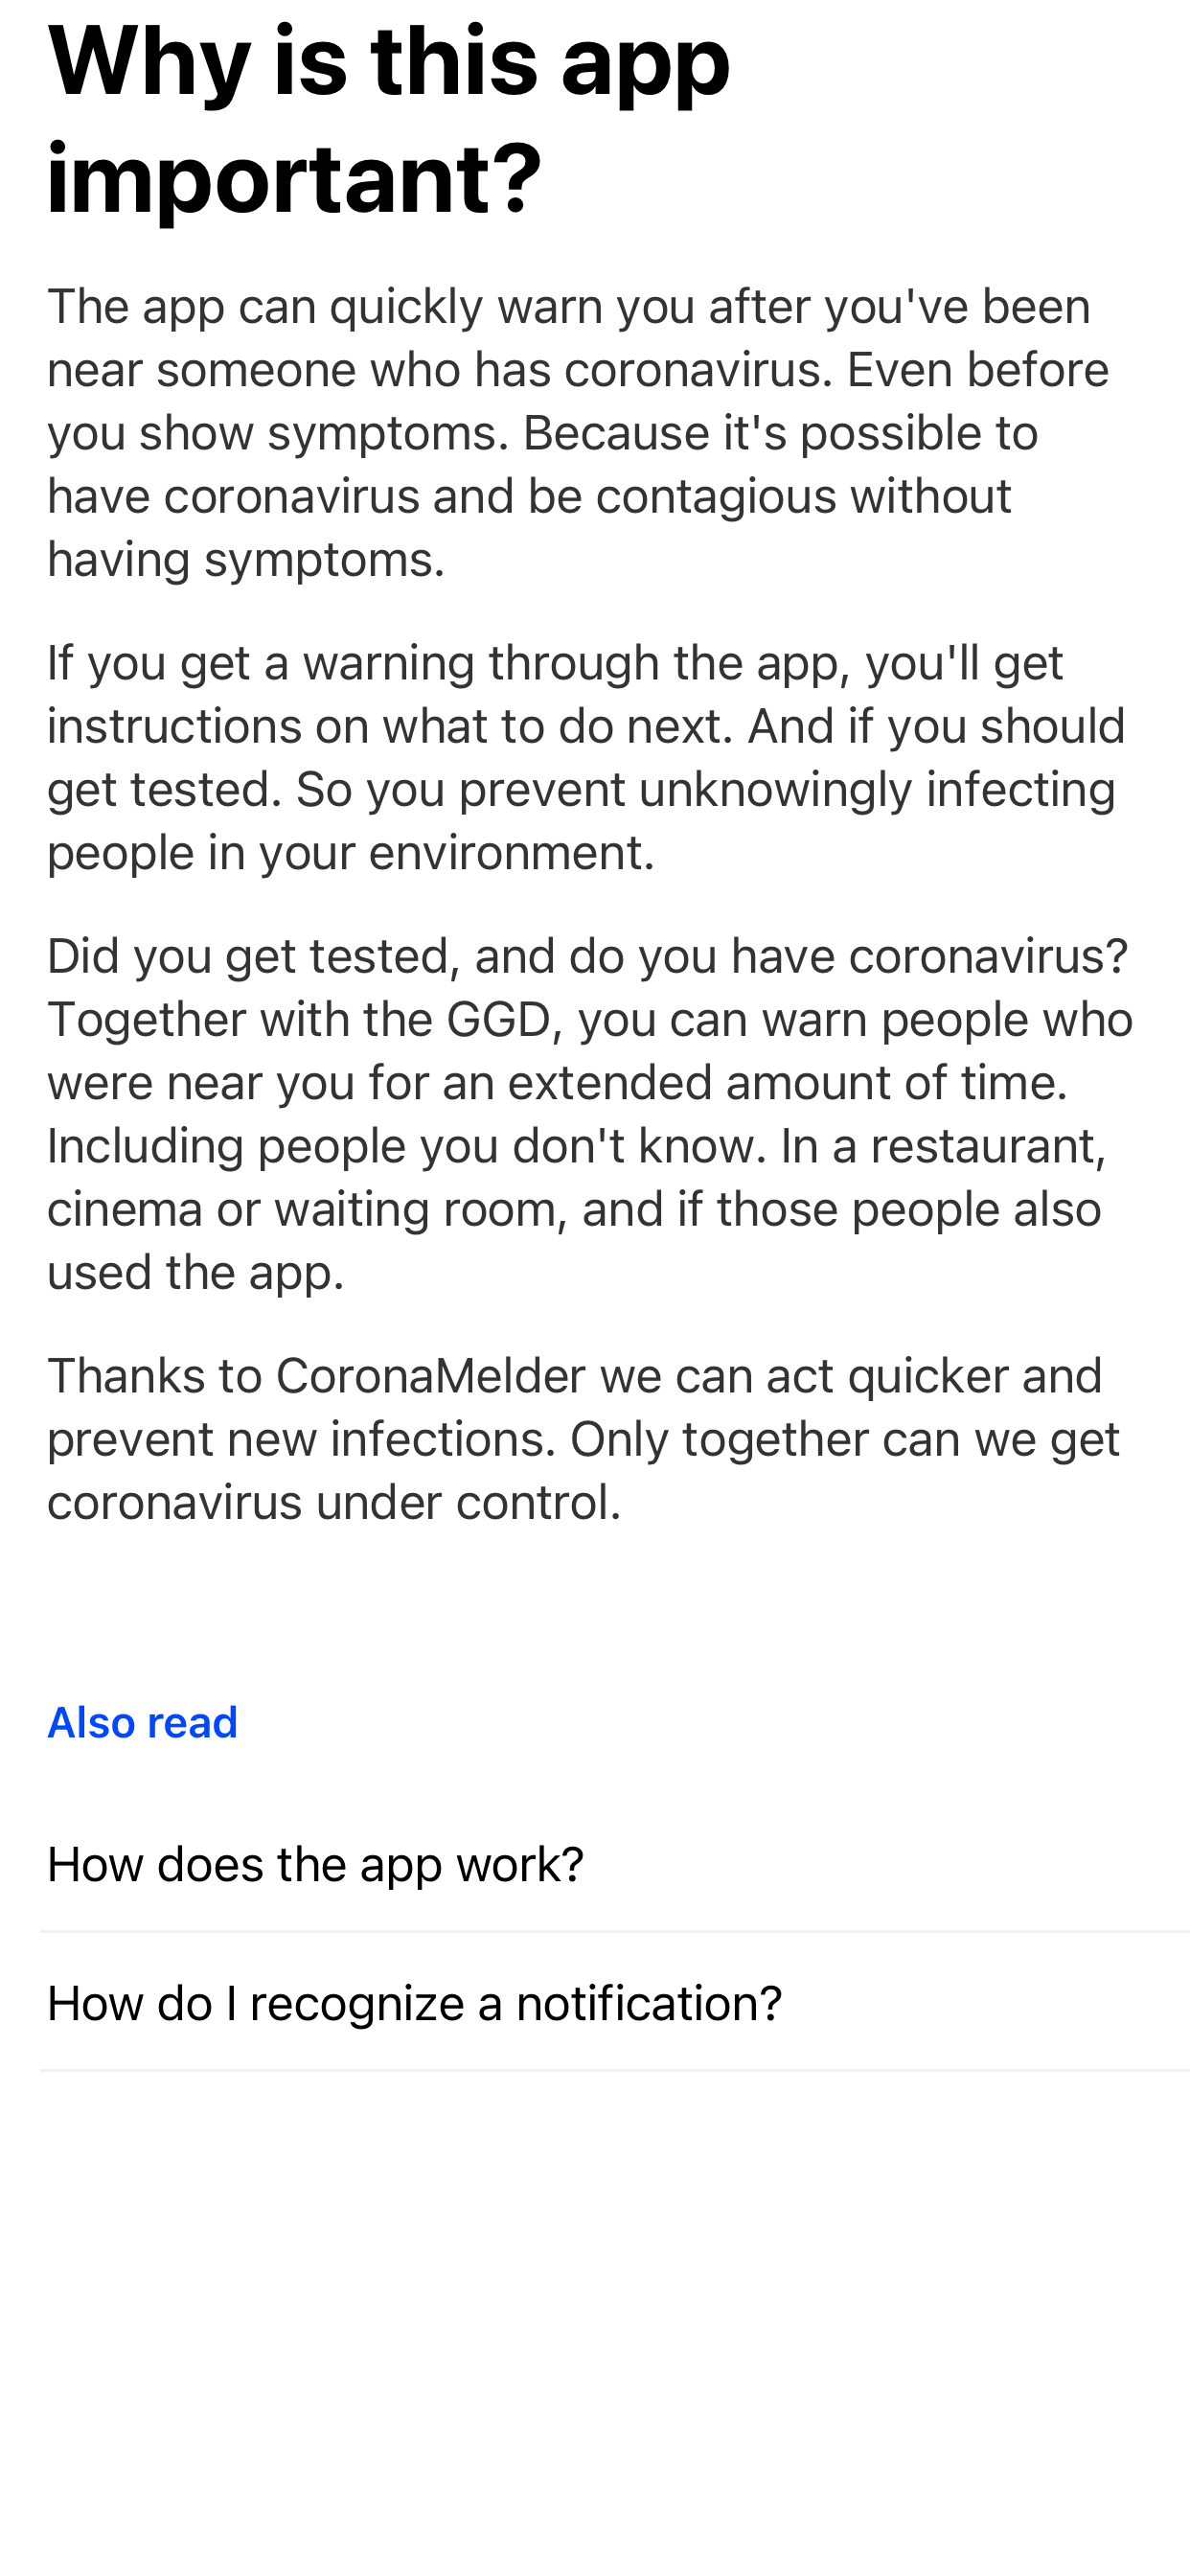 Why is this app
important?
The app can quickly warn you after you've been
near someone who has coronavirus. Even before
you show symptoms. Because it's possible to
have coronavirus and be contagious without
having symptoms.
If you get a warning through the app, you'll get
instructions on what to do next. And if you should
get tested. So you prevent unknowingly infecting
people in your environment.
Did you get tested, and do you have coronavirus?
Together with the GGD, you can warn people who
were near you for an extended amount of time.
Including people you don't know. In a restaurant,
cinema or waiting room, and if those people also
used the app.
Thanks to CoronaMelder we can act quicker and
prevent new infections. Only together can we get
coronavirus under control.
Also read
How does the app work?
How do I recognize a notification?